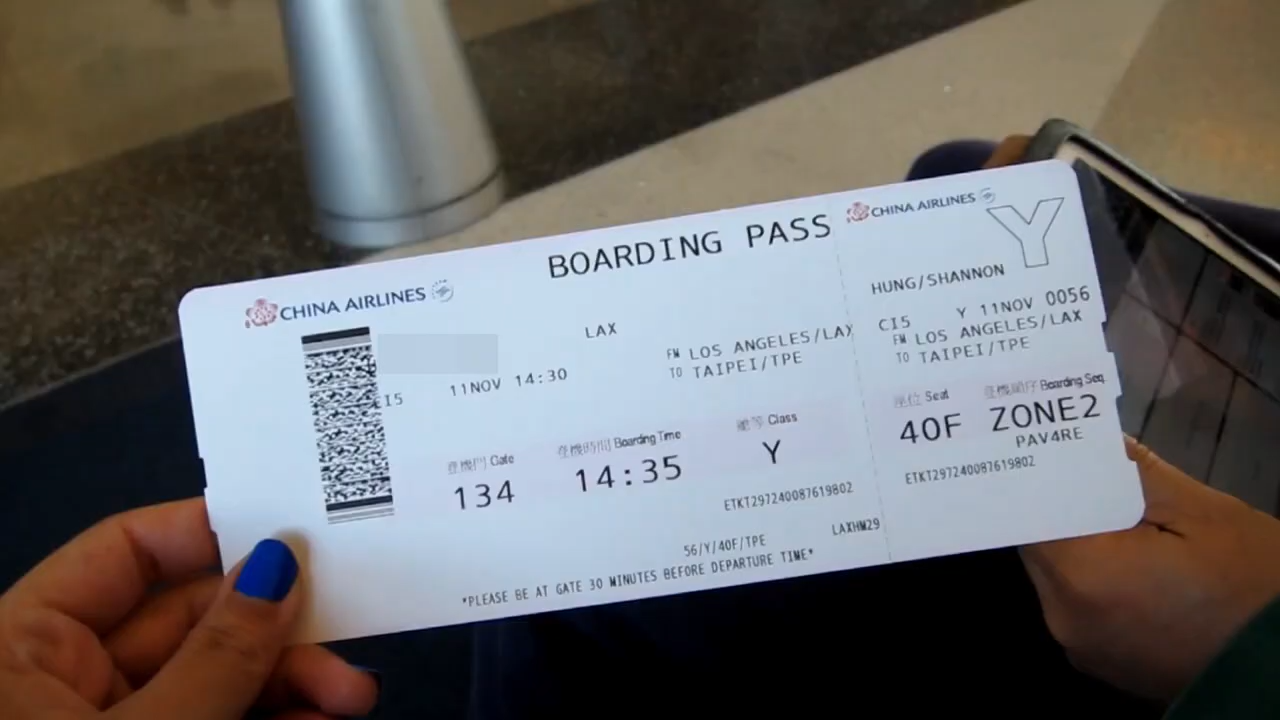 BOARDING PASS
CHINA AIRLINES
LAX
CI5 11NOV 14:30
FM LOS ANGELES/LAX
TO TAIPEI/TPE
登機門 Gate
134
登機時間 Boarding Time
14:35
艙等 Class
Y
ETKT297240087619802
LAXHM29
56/Y/40F/TPE
*PLEASE BE AT GATE 30 MINUTES BEFORE DEPARTURE TIME*
CHINA AIRLINES
Y
HUNG/SHANNON
CI5 Y 11NOV 0056
FM LOS ANGELES/LAX
TO TAIPEI/TPE
座位 Seat
40F
登機順序 Boarding Seq.
ZONE2
PAV4RE
ETKT297240087619802